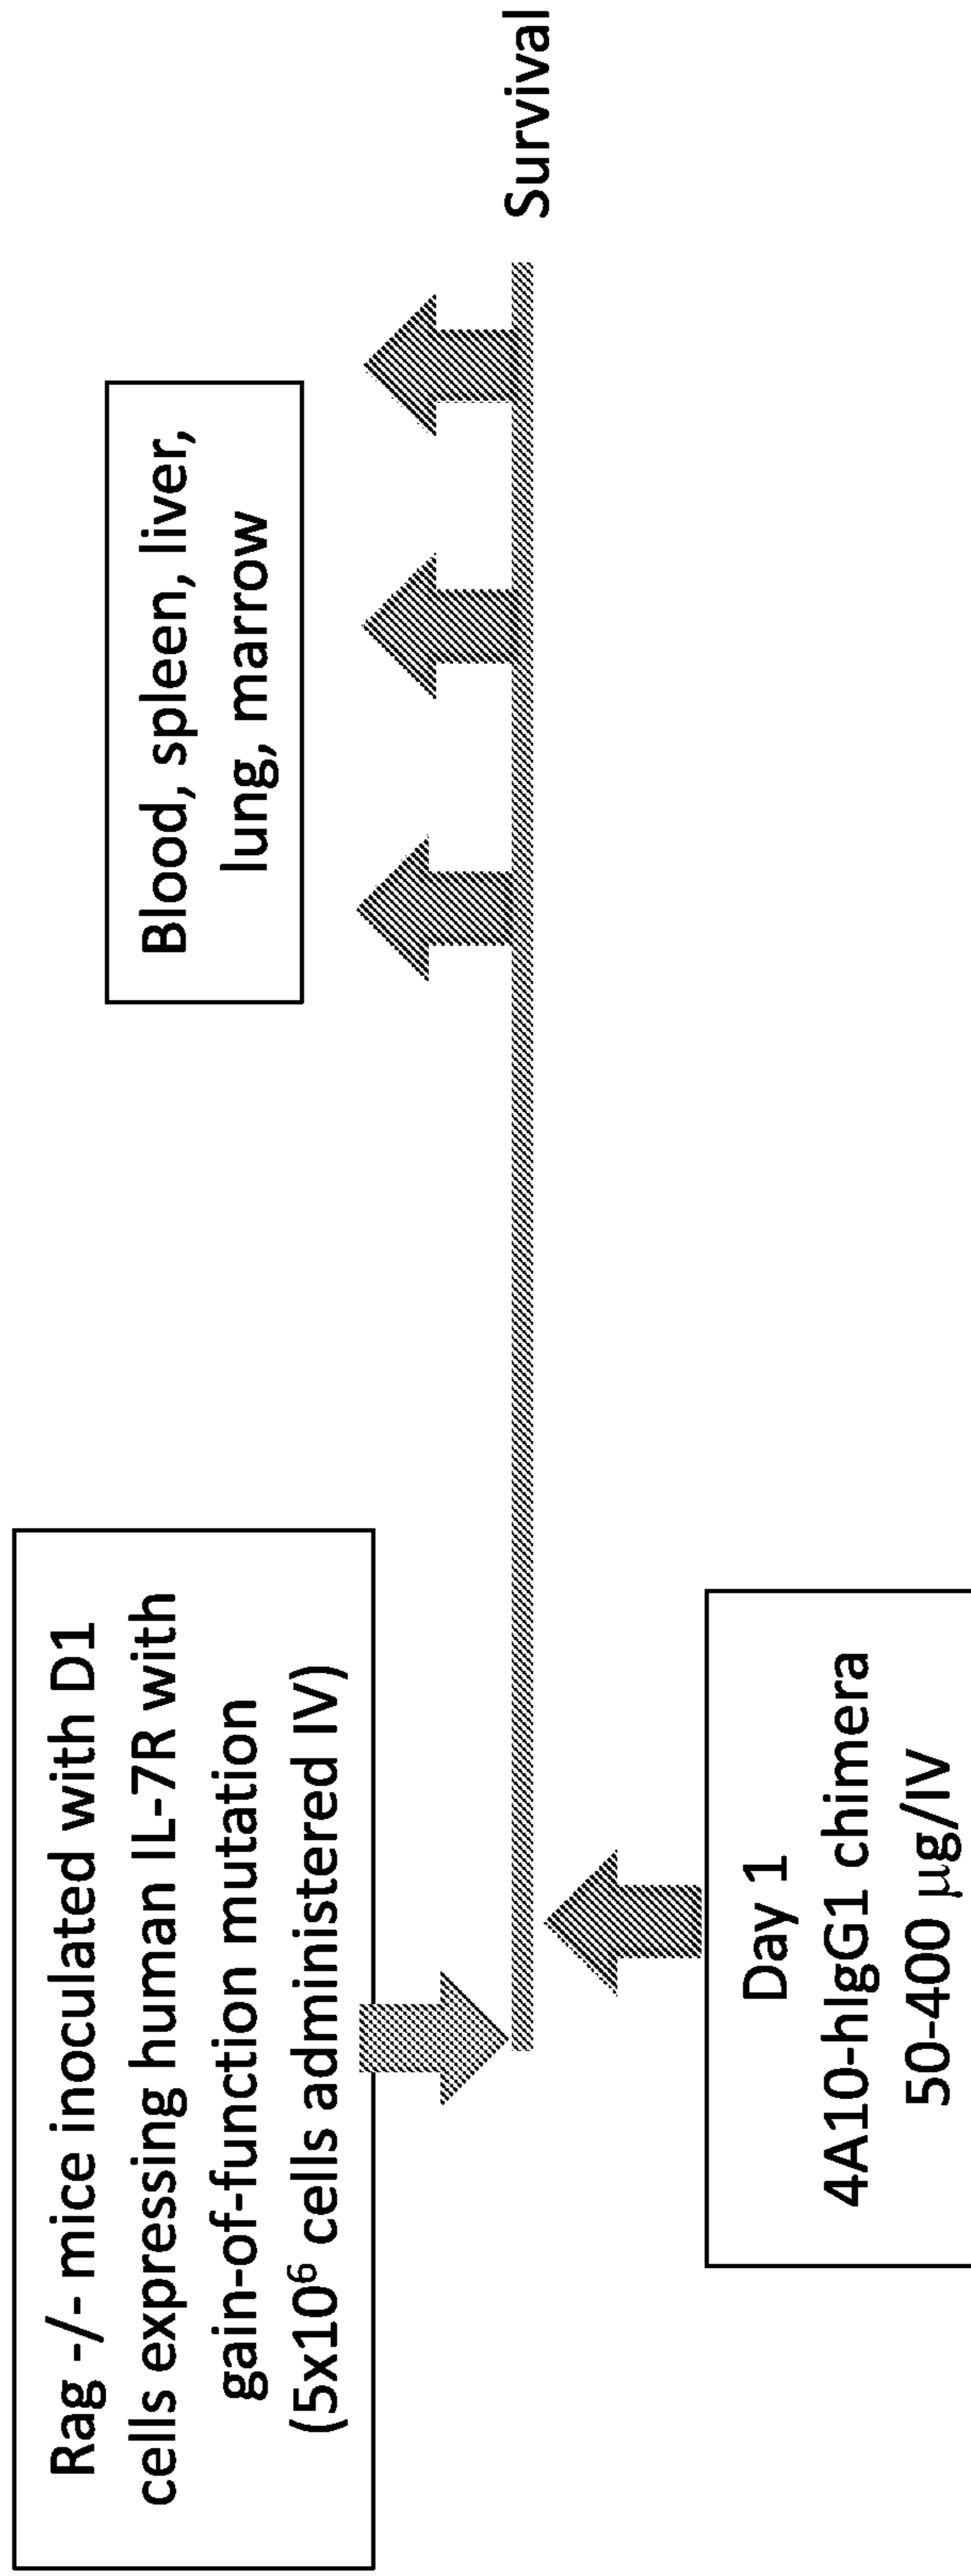 Rag -/- mice inoculated with D1
cells expressing human IL-7R with
gain-of-function mutation
(5x10⁶ cells administered IV)
Blood, spleen, liver,
lung, marrow
Survival
Day 1
4A10-hIgG1 chimera
50-400 μg/IV